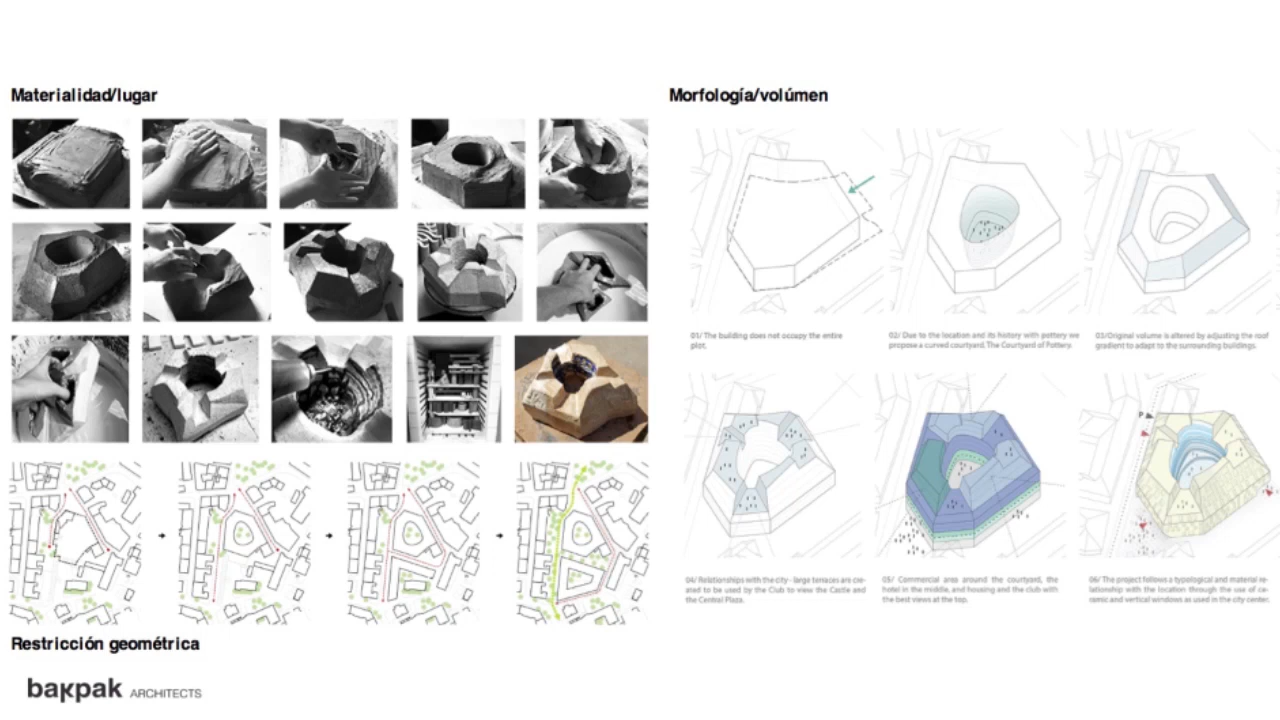 Materialidad/lugar
Morfología/volúmen
01/ The building does not occupy the entire
plot.
02/ Due to the location and its history with pottery we
propose a curved courtyard. The Courtyard of Pottery.
03/Original volume is altered by adjusting the roof
gradient to adapt to the surrounding buildings.
P
04/ Relationships with the city - large terraces are cre-
ated to be used by the Club to view the Castle and
the Central Plaza.
05/ Commercial area around the courtyard, the
hotel in the middle, and housing and the club with
the best views at the top.
06/ The project follows a typological and material re-
lationship with the location through the use of ce-
ramic and vertical windows as used in the city center.
Restricción geométrica
bakpak ARCHITECTS